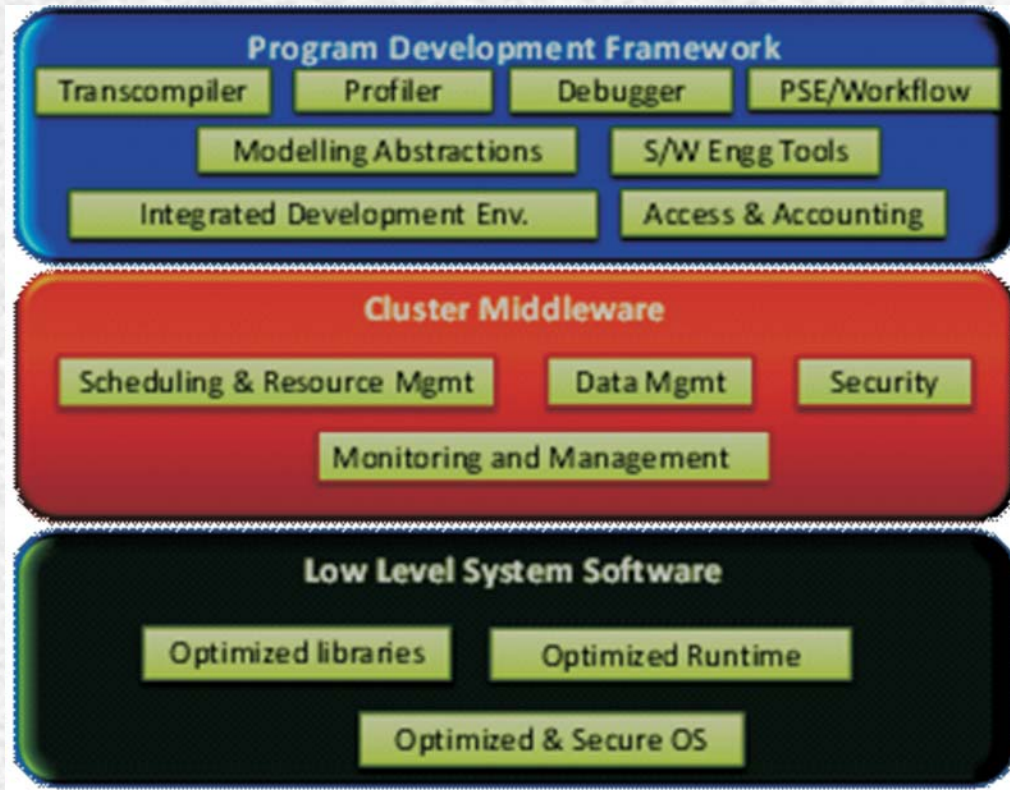 Program Development Framework
Transcompiler Profiler Debugger PSE/Workflow
Modelling Abstractions S/W Engg Tools
Integrated Development Env. Access & Accounting
Cluster Middleware
Scheduling & Resource Mgmt Data Mgmt Security
Monitoring and Management
Low Level System Software
Optimized libraries Optimized Runtime
Optimized & Secure OS